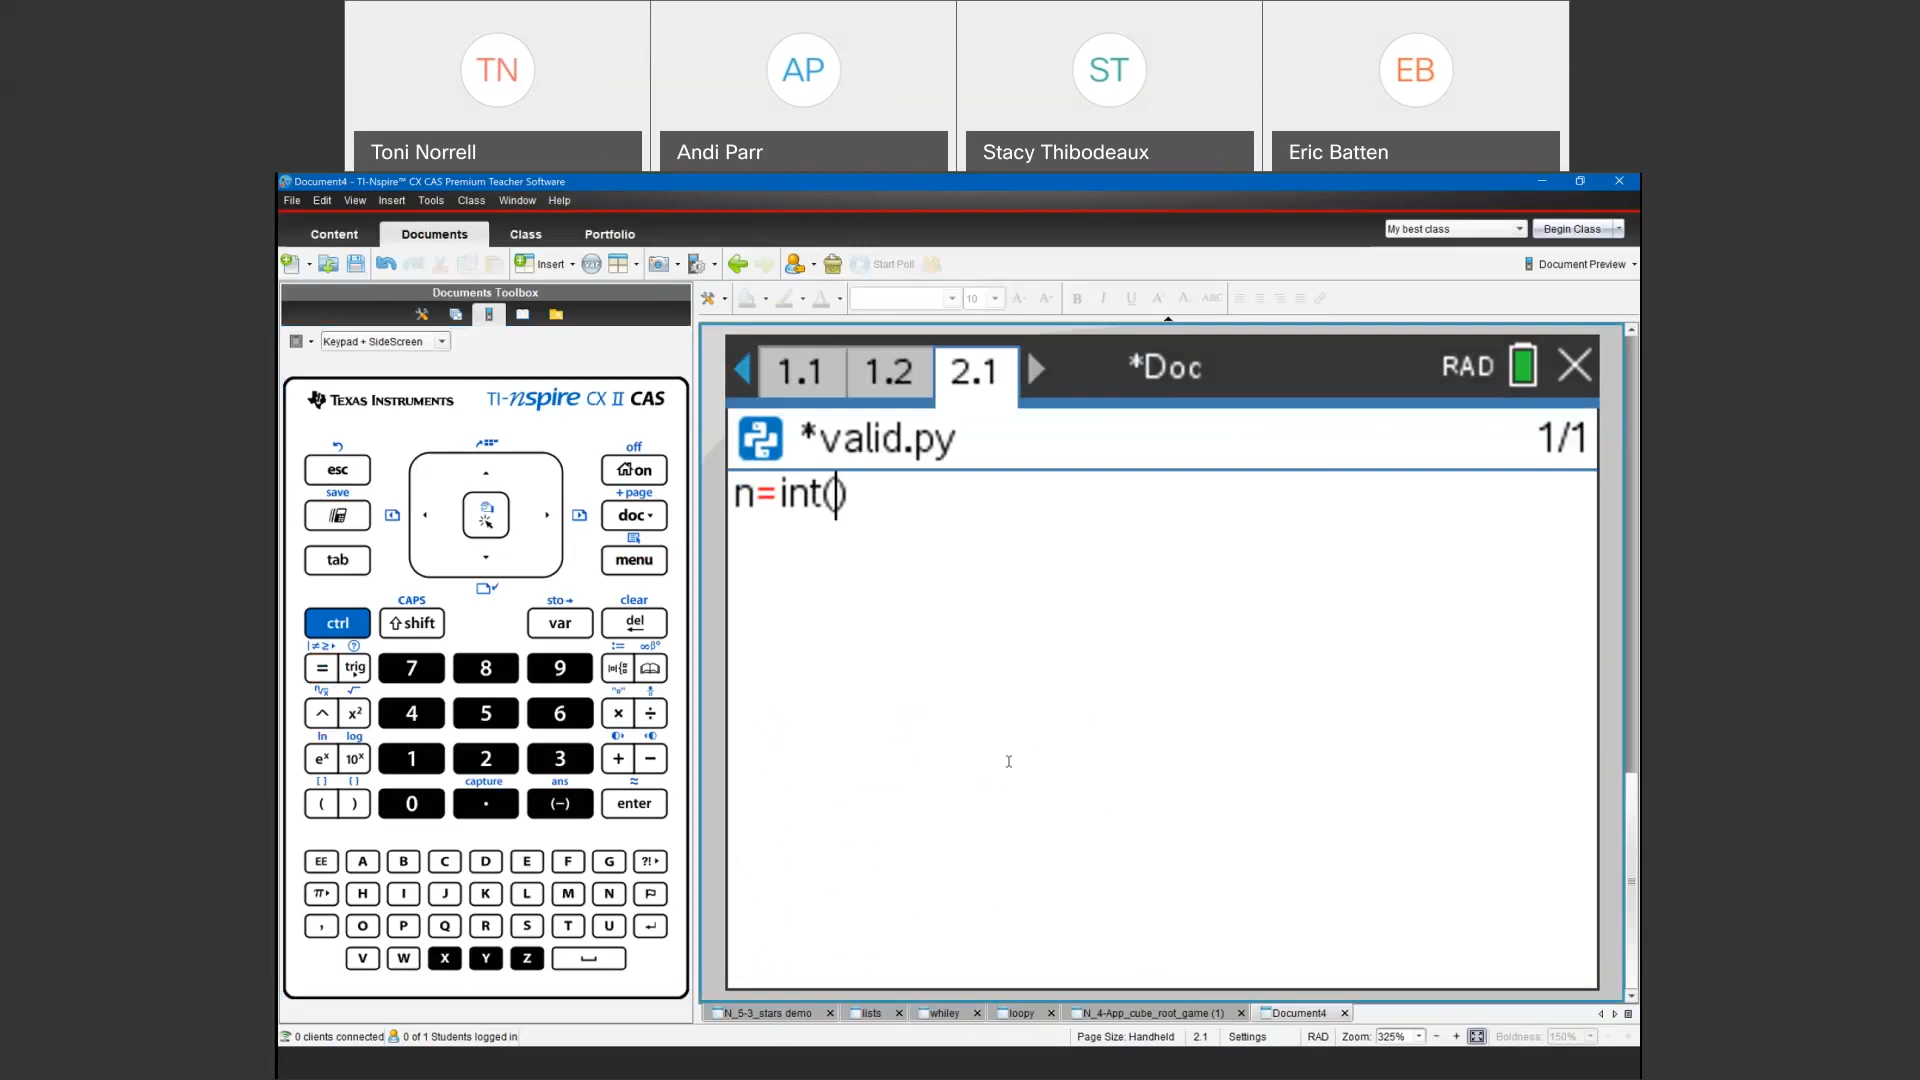 TN
AP
ST
EB
Toni Norrell
Andi Parr
Stacy Thibodeaux
Eric Batten
Document4 - TI-Nspire™ CX CAS Premium Teacher Software
File Edit View Insert Tools Class Window Help
Content Documents Class Portfolio
My best class
Begin Class
Insert
Start Poll
Document Preview
Documents Toolbox
10
B I U A A ABC
Keypad + SideScreen
1.1 1.2 2.1 *Doc RAD
*valid.py 1/1
n=int()
TEXAS INSTRUMENTS TI-nspire CX II CAS
off
esc on
save + page
doc
tab menu
CAPS sto→ clear
ctrl shift var del
= trig 7 8 9
^ x² 4 5 6 × ÷
ln log
eˣ 10ˣ 1 2 3 + −
[ ] { } capture ans ≈
( ) 0 . (−) enter
EE A B C D E F G ?!
π H I J K L M N
, O P Q R S T U
V W X Y Z
N_5-3_stars demo lists whiley loopy N_4-App_cube_root_game (1) Document4
0 clients connected 0 of 1 Students logged in
Page Size: Handheld 2.1 Settings RAD Zoom: 325% − + Boldness: 150% − +